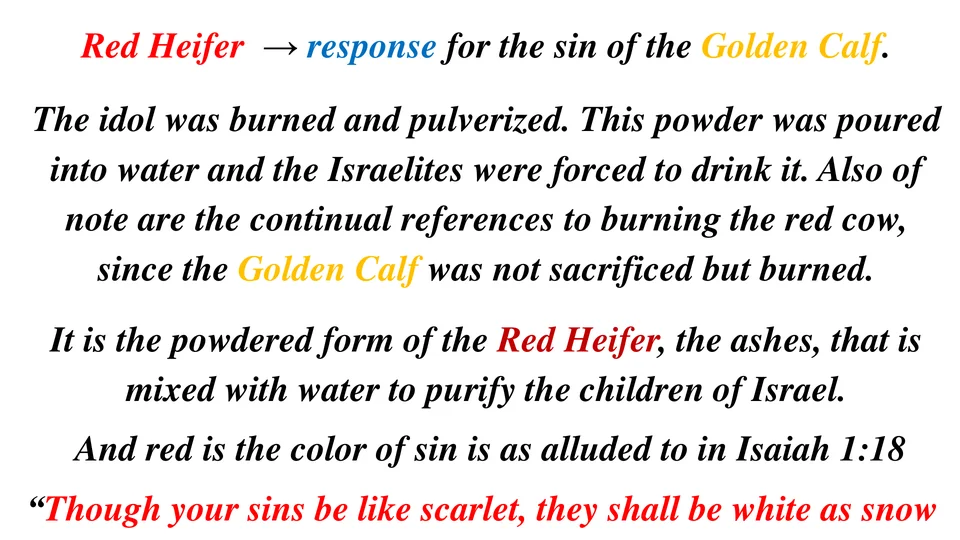 Red Heifer → response for the sin of the Golden Calf.
The idol was burned and pulverized. This powder was poured
into water and the Israelites were forced to drink it. Also of
note are the continual references to burning the red cow,
since the Golden Calf was not sacrificed but burned.
It is the powdered form of the Red Heifer, the ashes, that is
mixed with water to purify the children of Israel.
And red is the color of sin is as alluded to in Isaiah 1:18
“Though your sins be like scarlet, they shall be white as snow